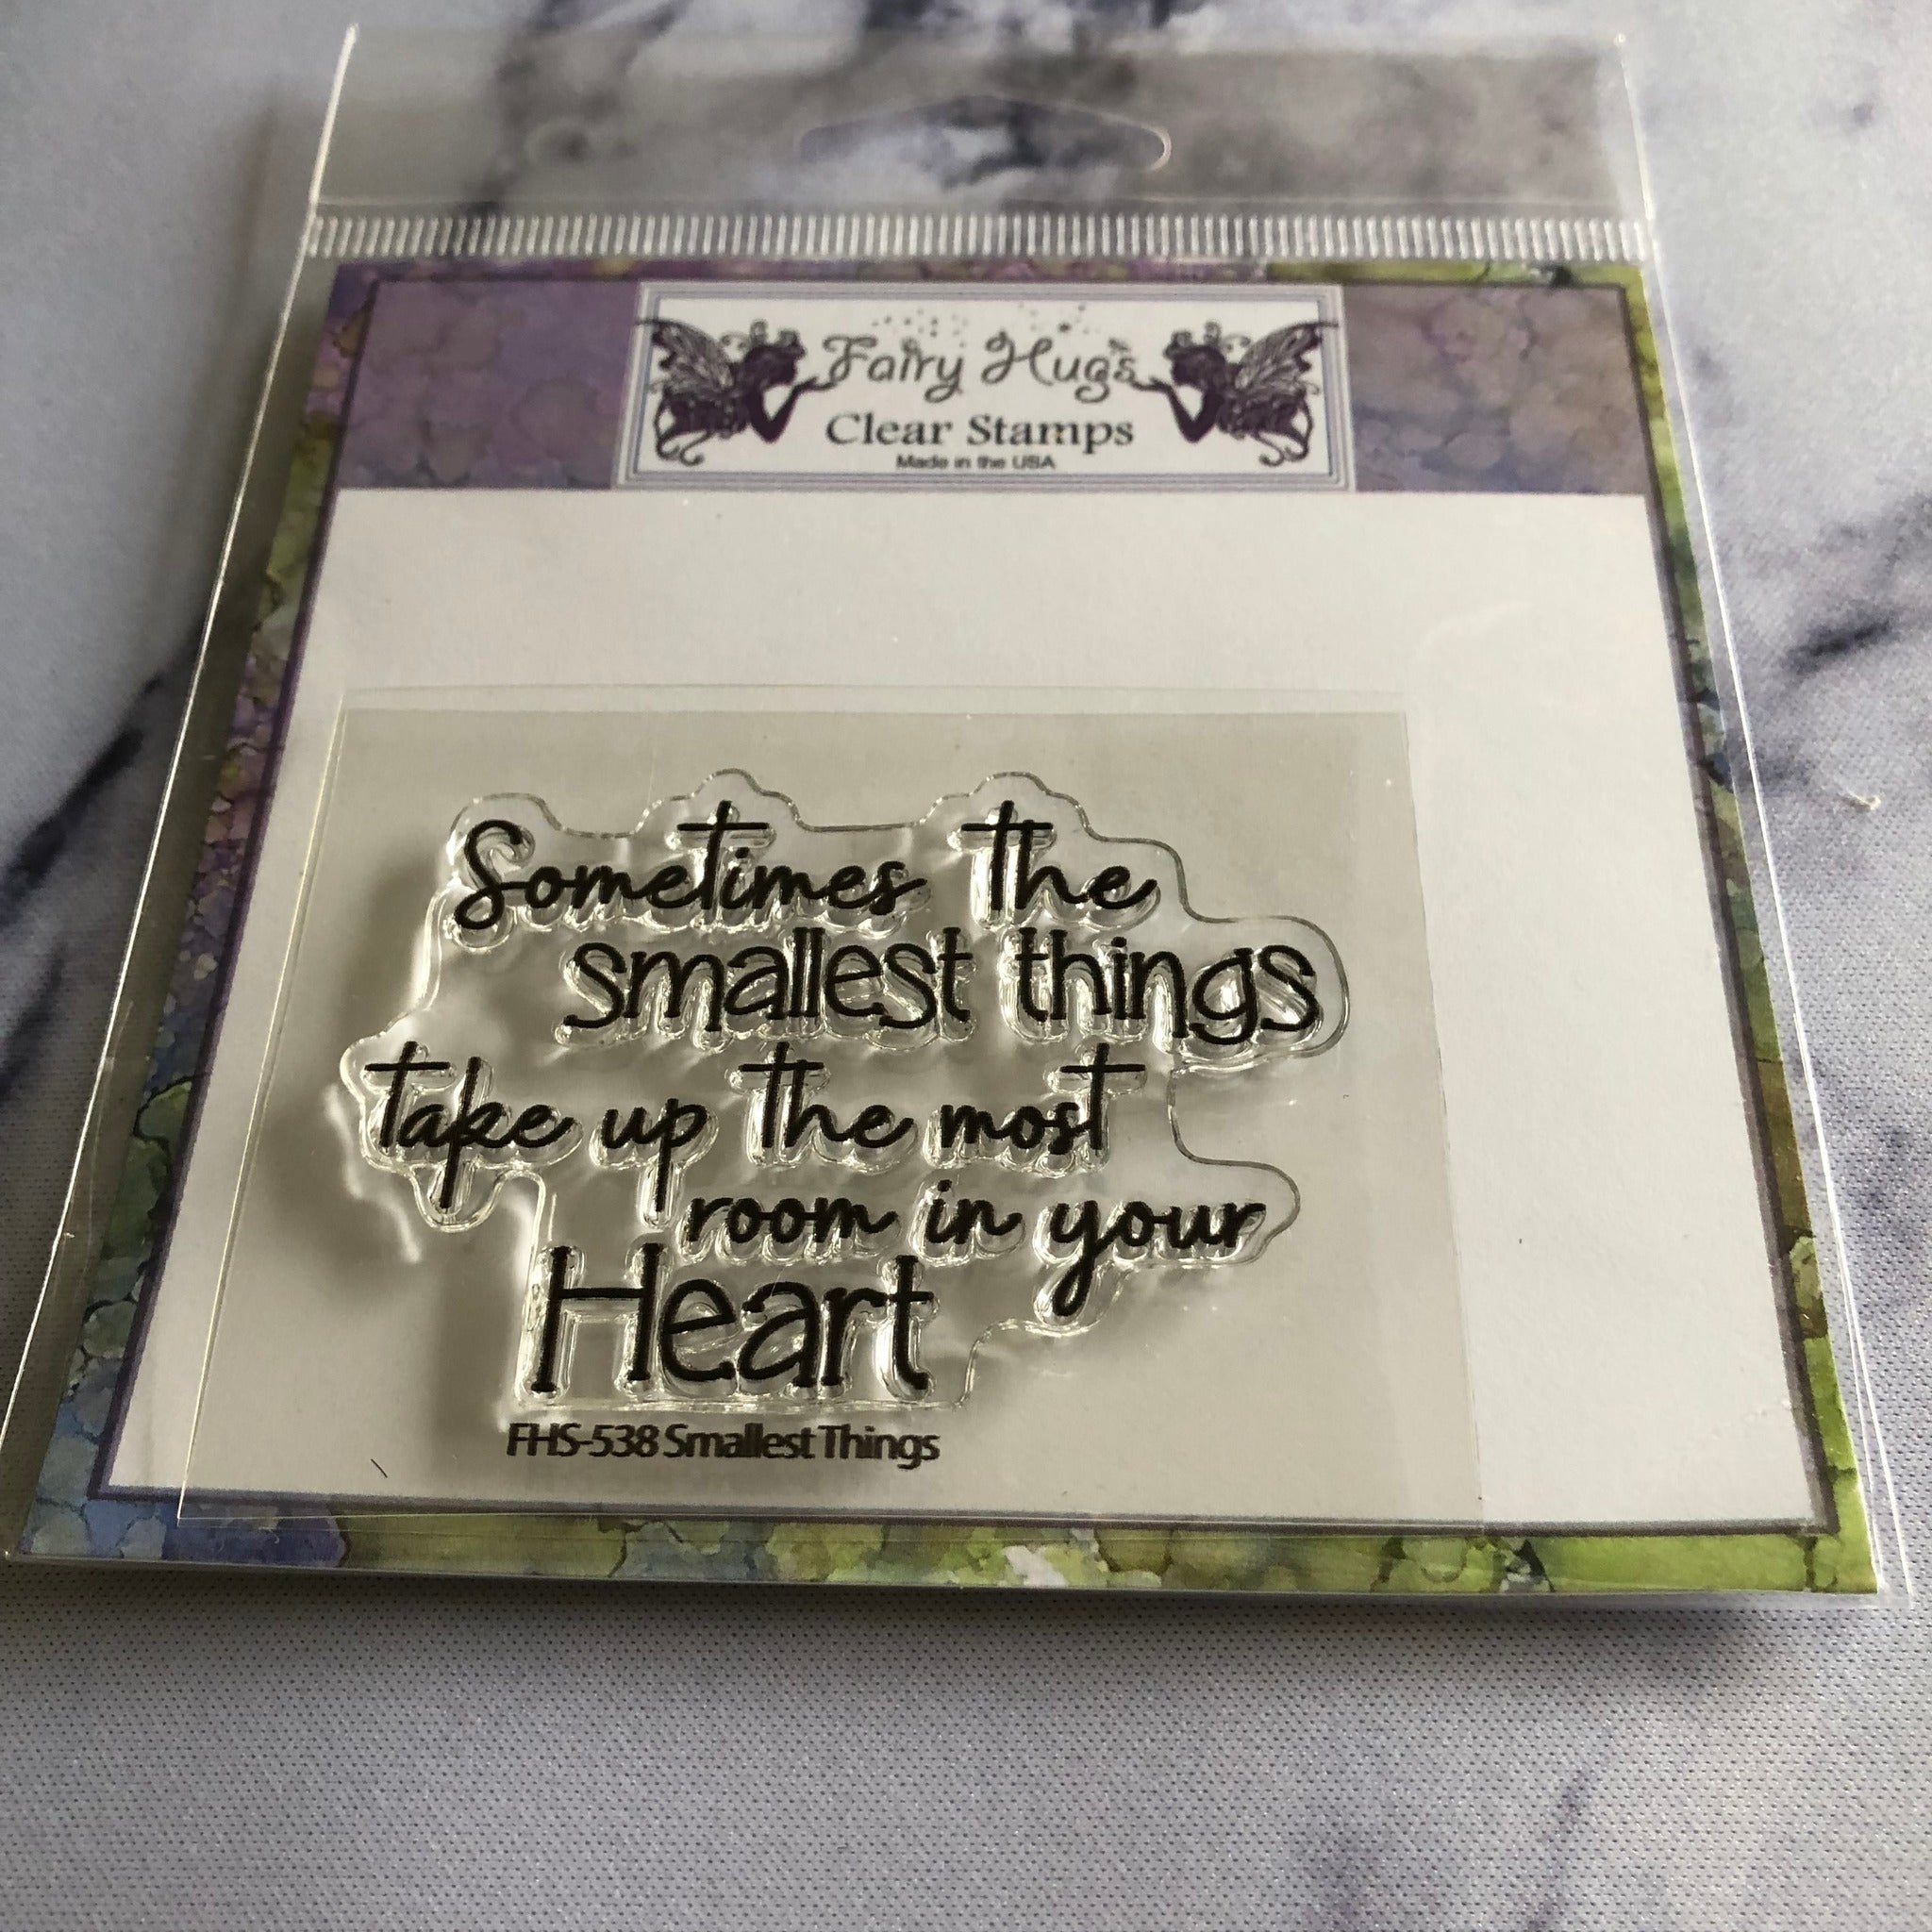 Fairy Hugs
Clear Stamps
Made in the USA
Sometimes the
smallest things
take up the most
room in your
Heart
FHS-538 Smallest Things